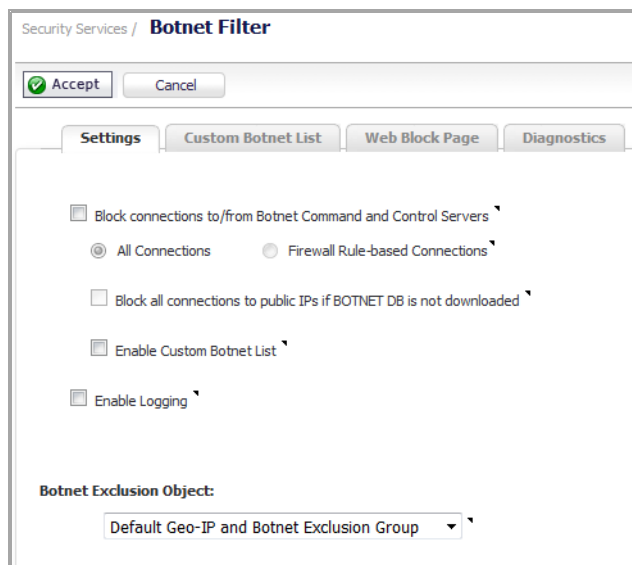 Security Services / Botnet Filter
Accept Cancel
Settings Custom Botnet List Web Block Page Diagnostics
Block connections to/from Botnet Command and Control Servers
All Connections Firewall Rule-based Connections
Block all connections to public IPs if BOTNET DB is not downloaded
Enable Custom Botnet List
Enable Logging
Botnet Exclusion Object:
Default Geo-IP and Botnet Exclusion Group